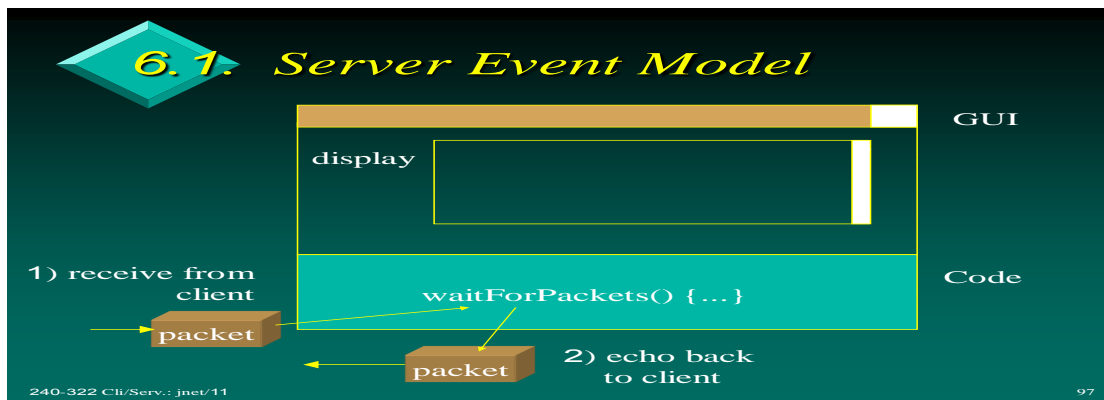 6.1. Server Event Model
GUI
display
1) receive from
client
Code
waitForPackets() {...}
packet
packet
2) echo back
to client
240-322 Cli/Serv.: jnet/11
97